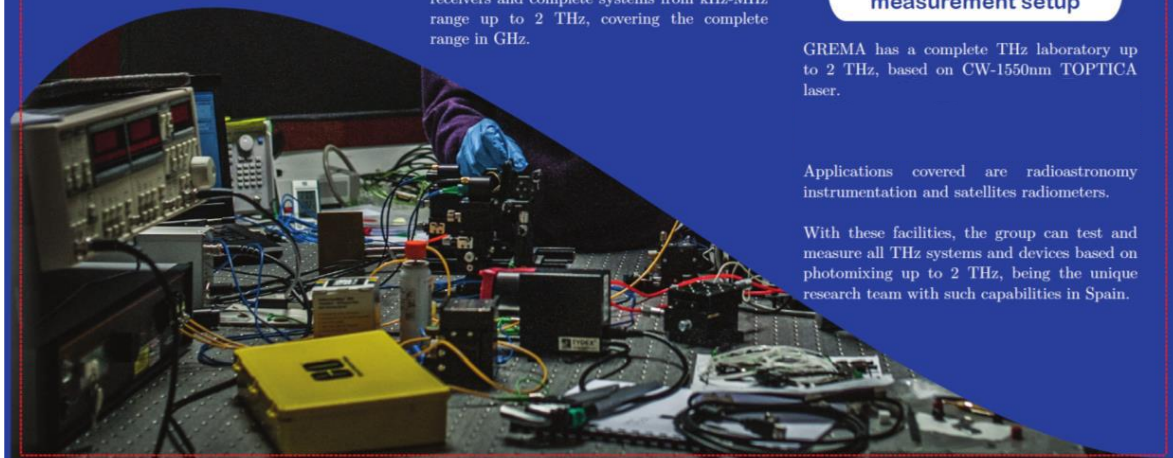 receivers and complete systems from kHz-MHz
range up to 2 THz, covering the complete
range in GHz.
measurement setup
GREMA has a complete THz laboratory up
to 2 THz, based on CW-1550nm TOPTICA
laser.
Applications covered are radioastronomy
instrumentation and satellites radiometers.
With these facilities, the group can test and
measure all THz systems and devices based on
photomixing up to 2 THz, being the unique
research team with such capabilities in Spain.
TYDEX